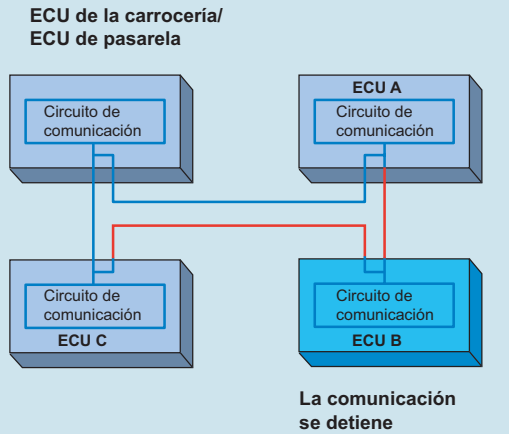 ECU de la carrocería/
ECU de pasarela
Circuito de
comunicación
ECU A
Circuito de
comunicación
Circuito de
comunicación
ECU C
Circuito de
comunicación
ECU B
La comunicación
se detiene